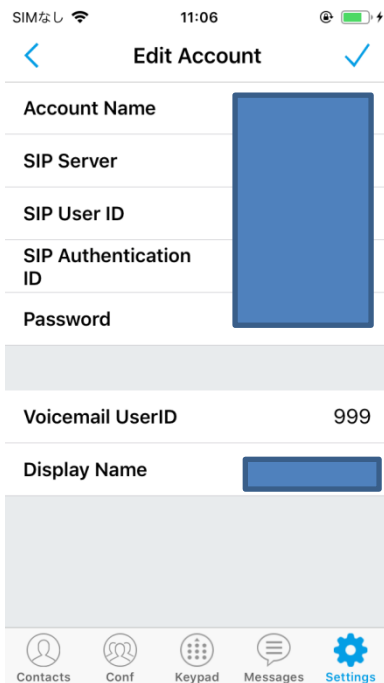 SIMなし 11:06
Edit Account
Account Name
SIP Server
SIP User ID
SIP Authentication
ID
Password
Voicemail UserID 999
Display Name
Contacts Conf Keypad Messages Settings